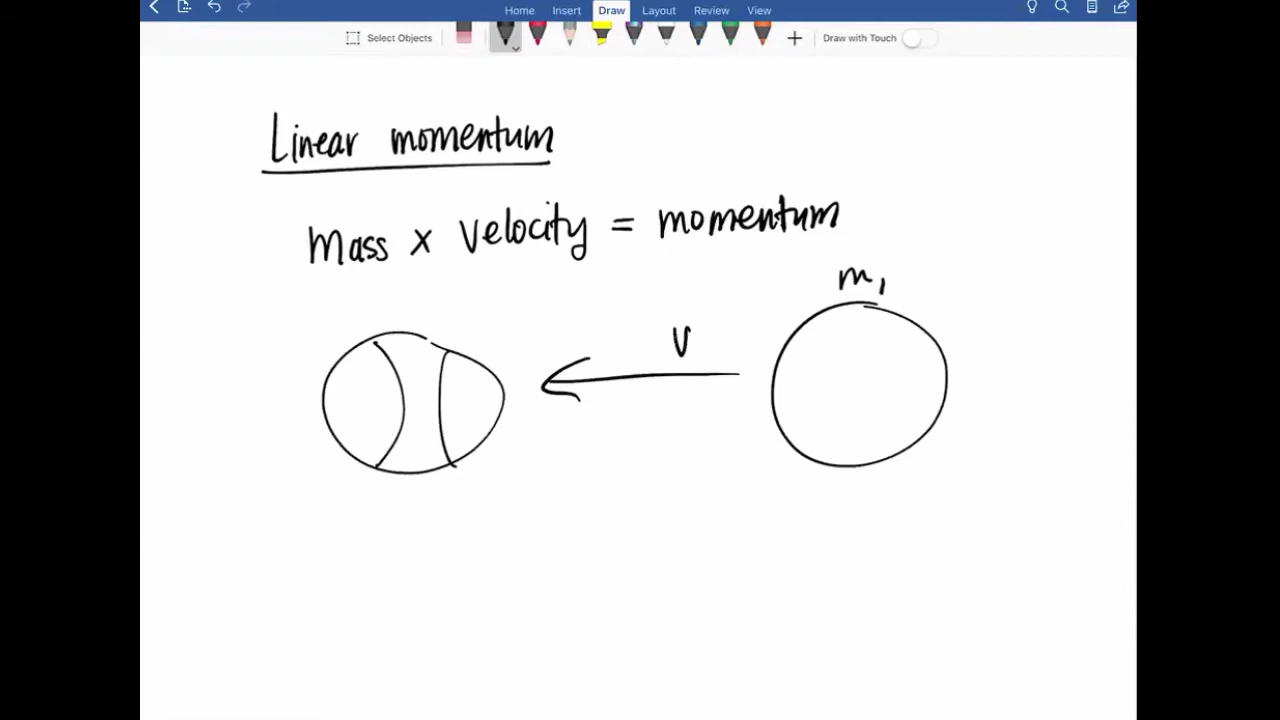 Home Insert Draw Layout Review View
Select Objects
Draw with Touch
Linear momentum
mass x velocity = momentum
m1
v